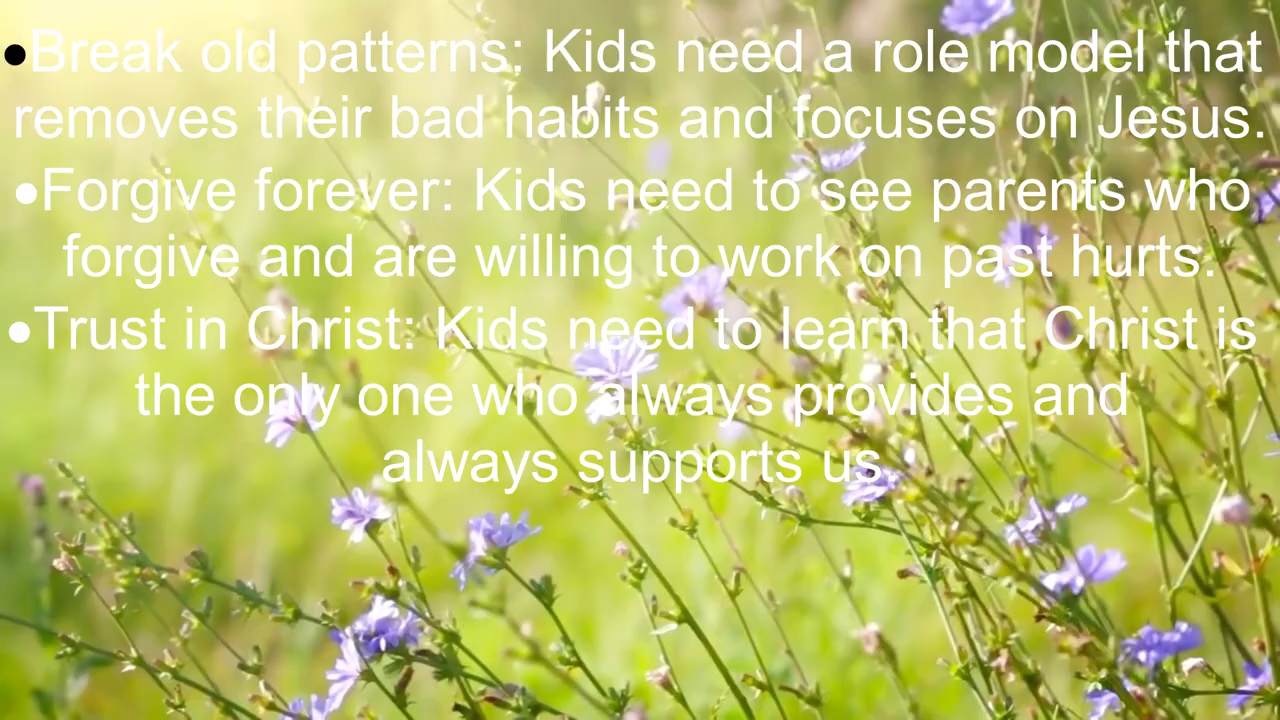 •Break old patterns: Kids need a role model that
removes their bad habits and focuses on Jesus.
•Forgive forever: Kids need to see parents who
forgive and are willing to work on past hurts.
•Trust in Christ: Kids need to learn that Christ is
the only one who always provides and
always supports us.